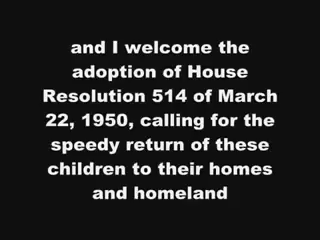 and I welcome the
adoption of House
Resolution 514 of March
22, 1950, calling for the
speedy return of these
children to their homes
and homeland